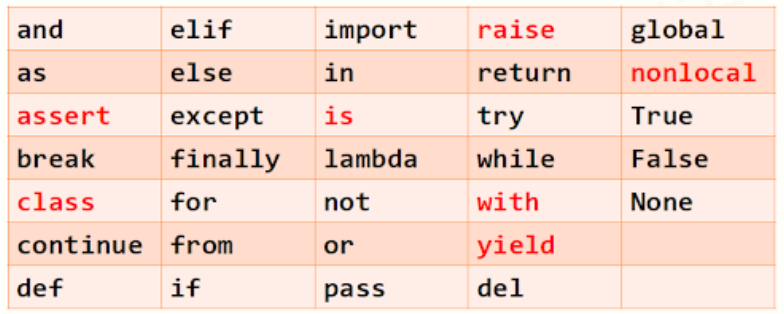 and elif import raise global
as else in return nonlocal
assert except is try True
break finally lambda while False
class for not with None
continue from or yield
def if pass del